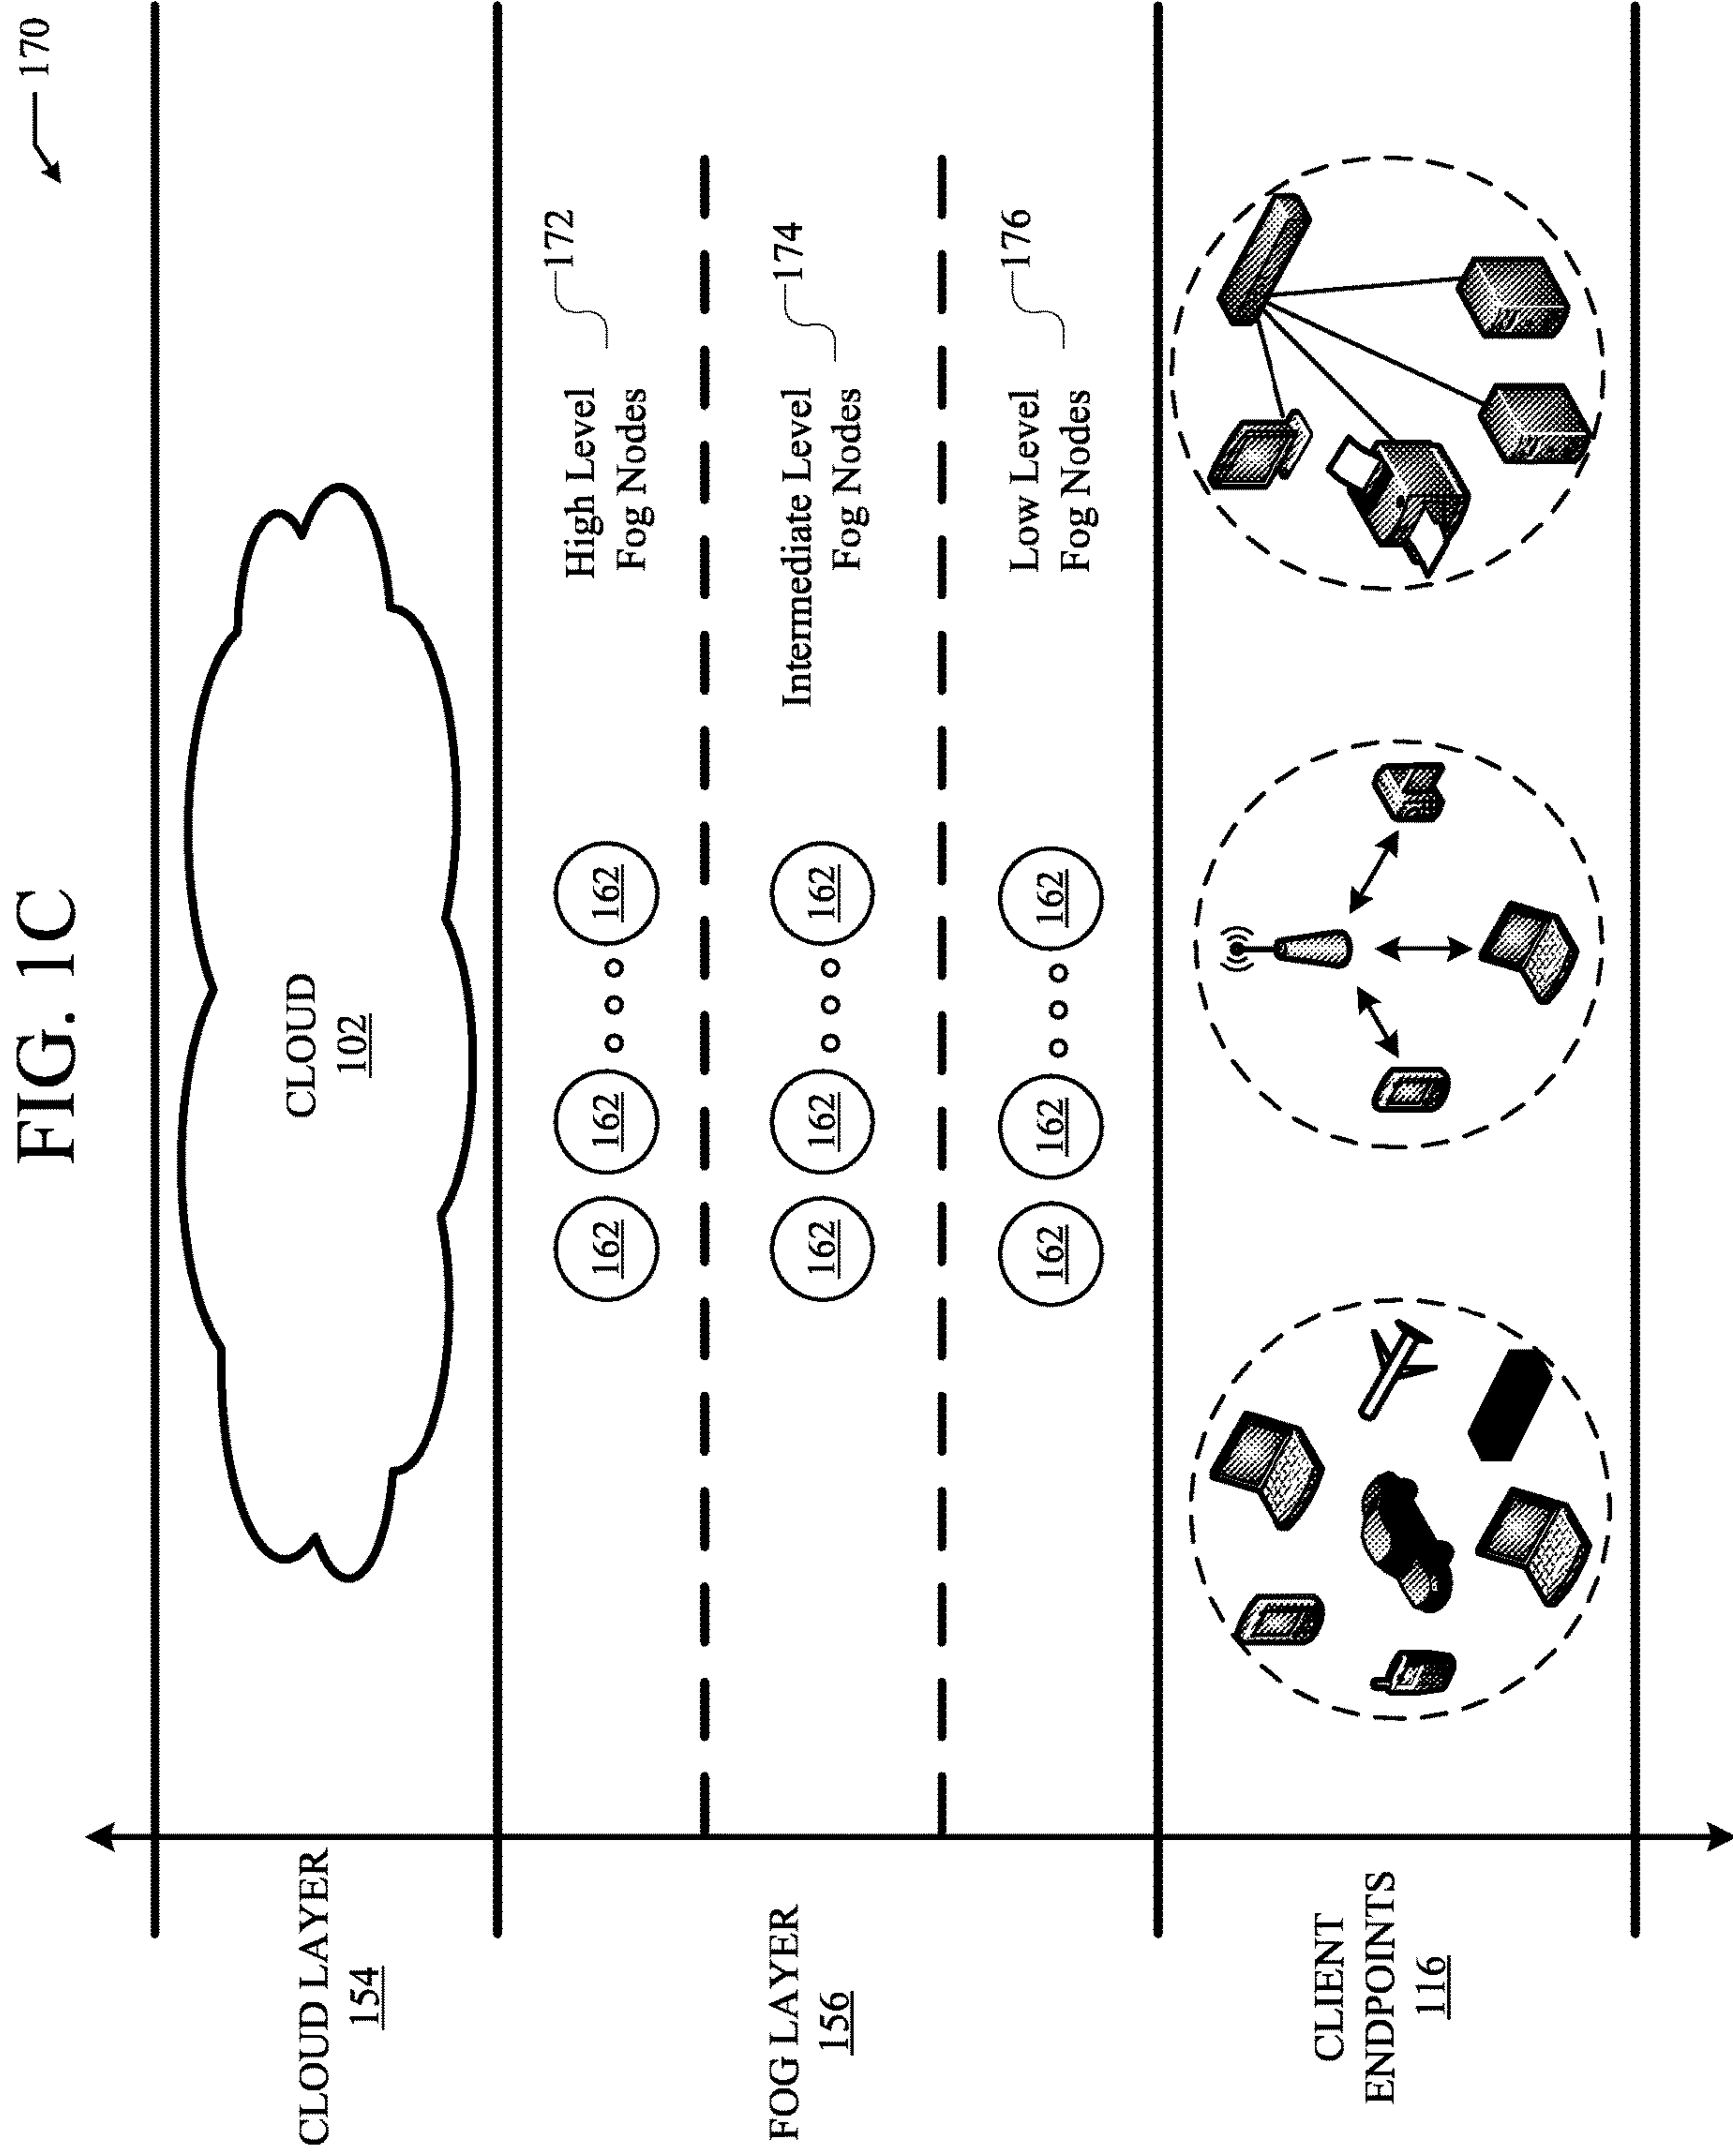 FIG. 1C
170
CLOUD LAYER
154
CLOUD
102
FOG LAYER
156
162
162
162
High Level
Fog Nodes
172
162
162
162
Intermediate Level
Fog Nodes
174
162
162
162
Low Level
Fog Nodes
176
CLIENT
ENDPOINTS
116